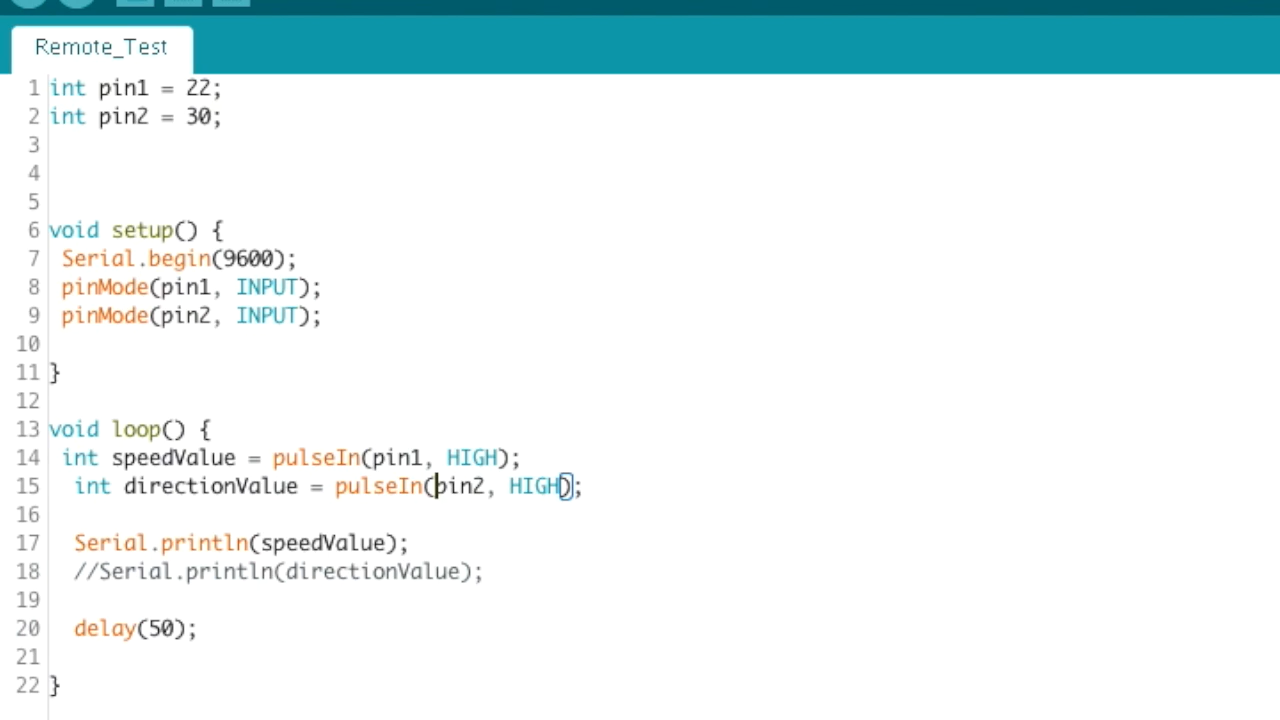 Remote_Test
1 int pin1 = 22;
2 int pin2 = 30;
3
4
5
6 void setup() {
7 Serial.begin(9600);
8 pinMode(pin1, INPUT);
9 pinMode(pin2, INPUT);
10
11 }
12
13 void loop() {
14 int speedValue = pulseIn(pin1, HIGH);
15 int directionValue = pulseIn(pin2, HIGH);
16
17 Serial.println(speedValue);
18 //Serial.println(directionValue);
19
20 delay(50);
21
22 }